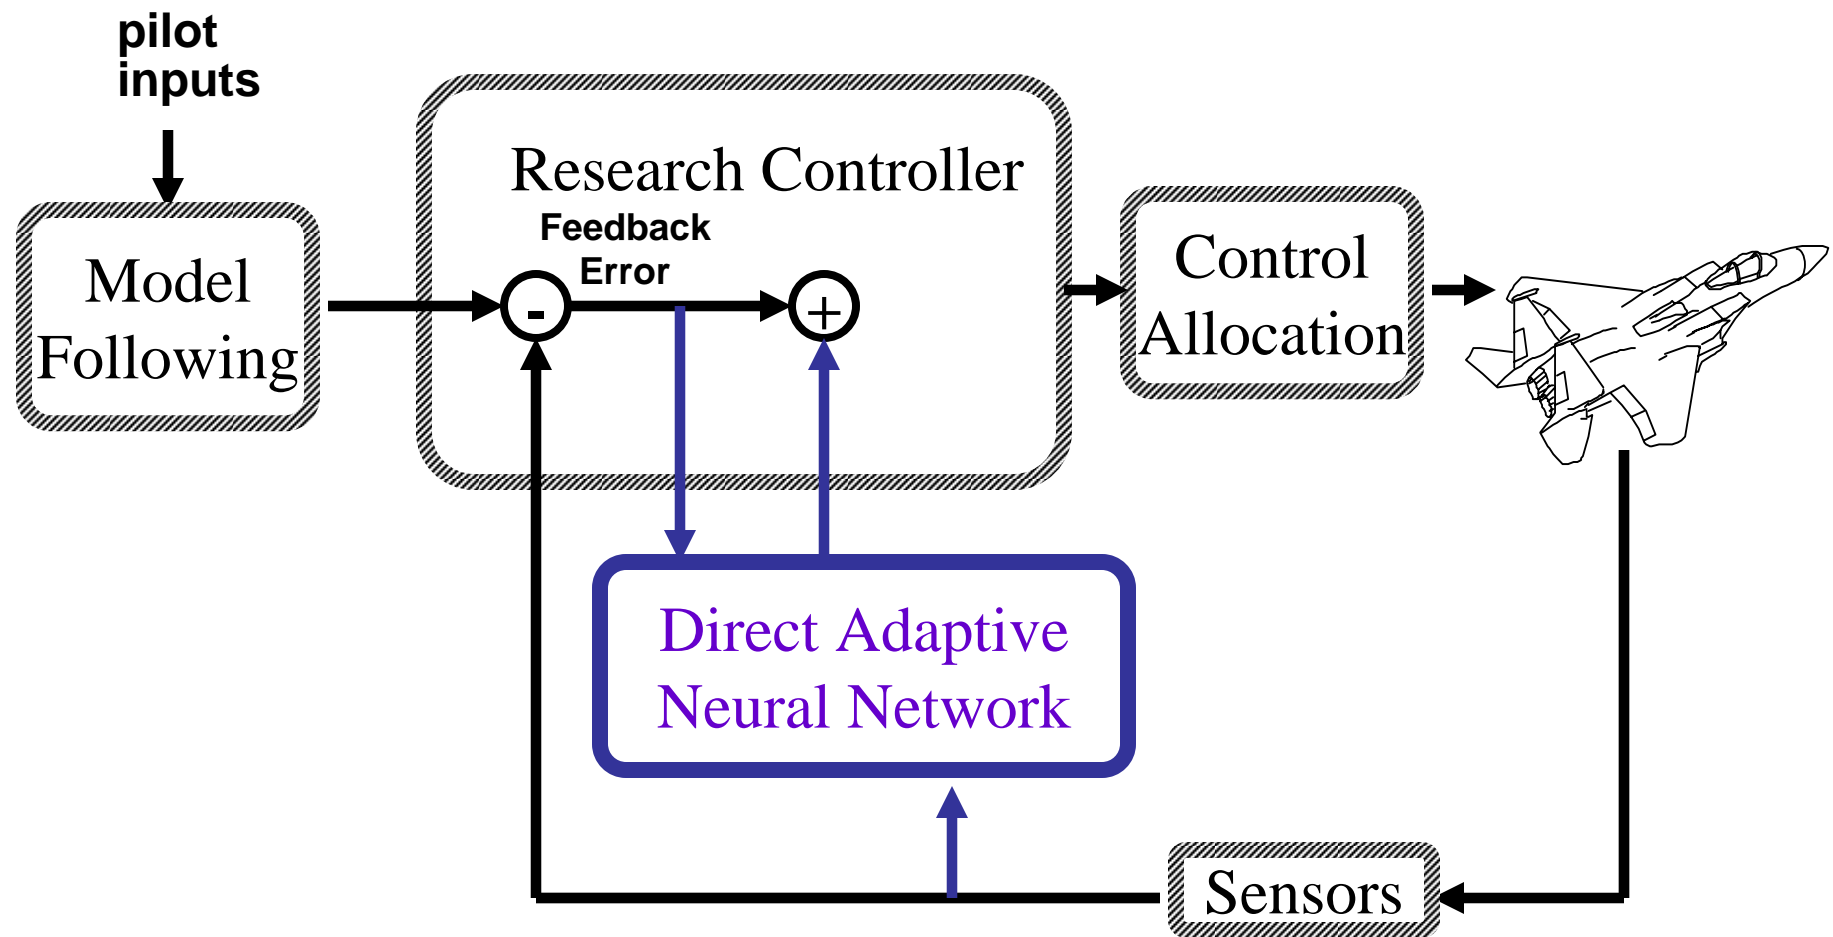 pilot
inputs
Research Controller
Feedback
Error
Model
Following
-
+
Control
Allocation
Direct Adaptive
Neural Network
Sensors